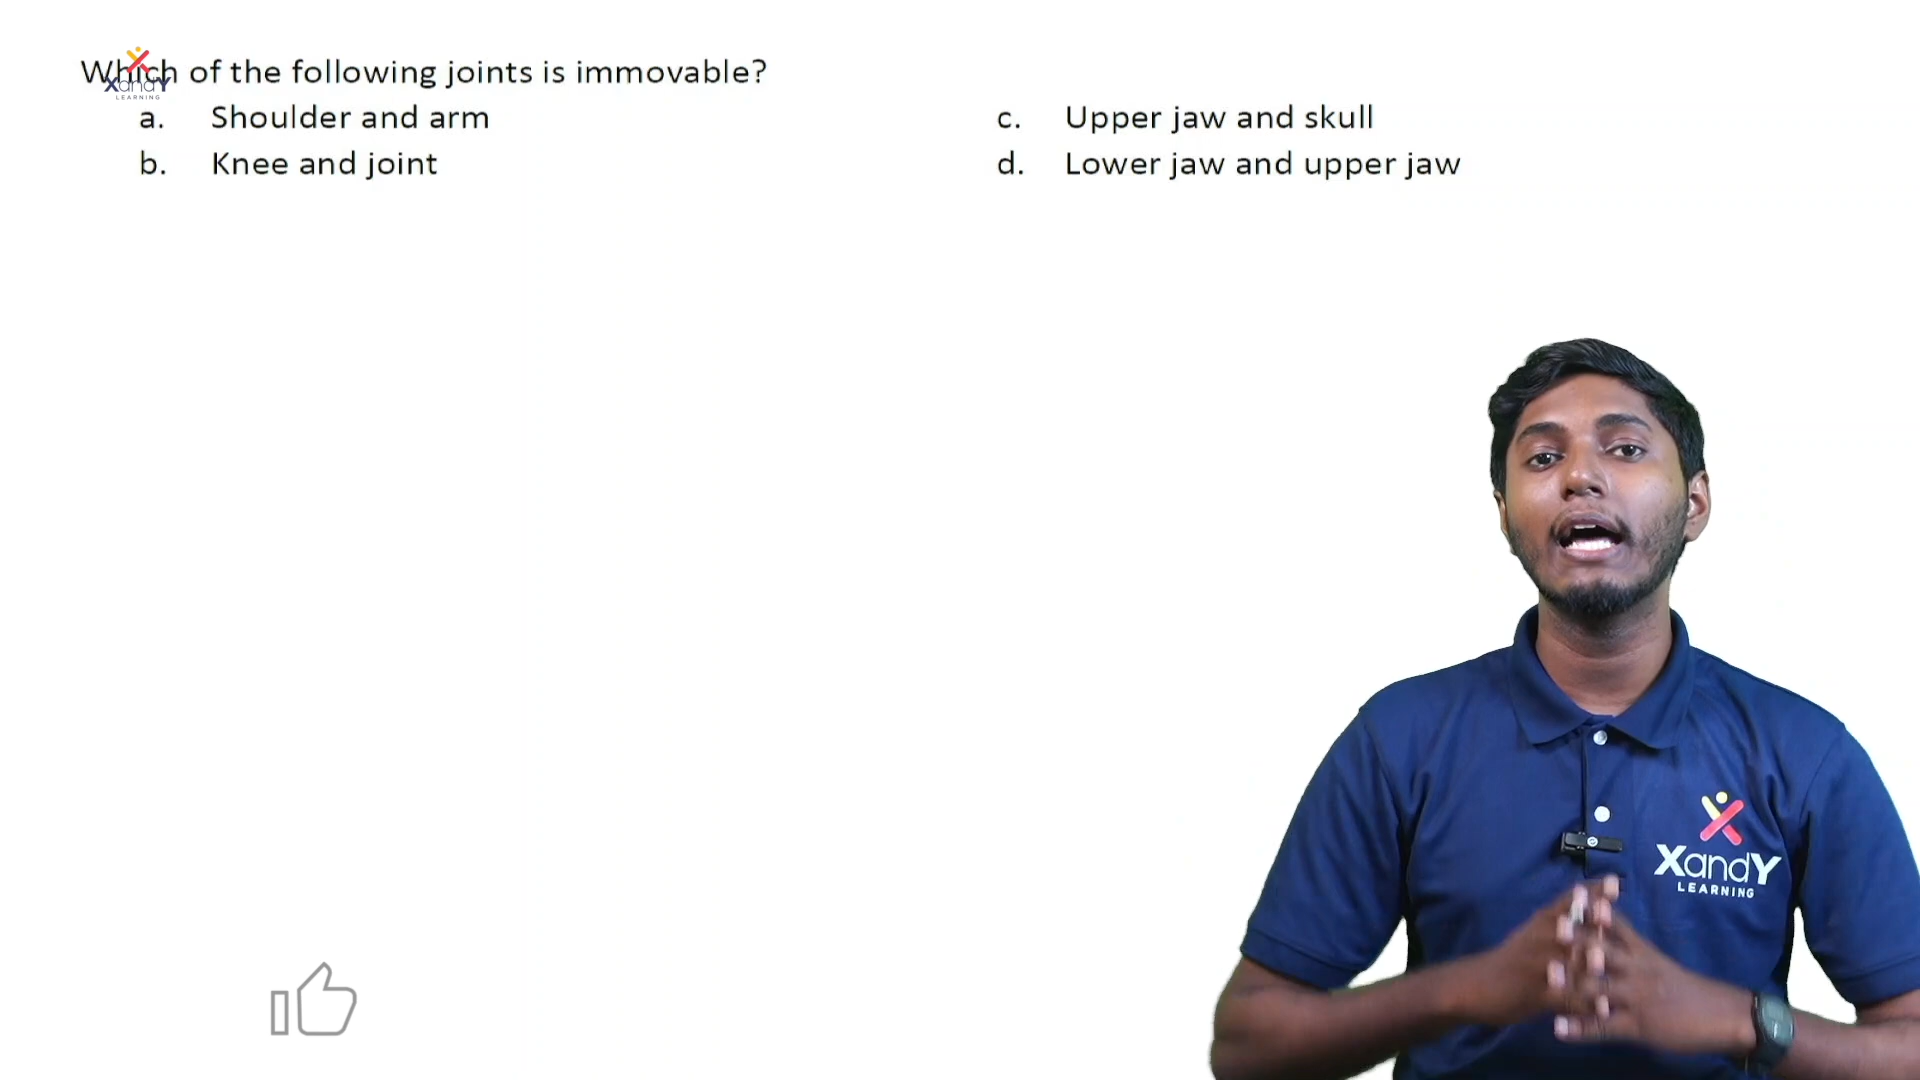 Which of the following joints is immovable?
XandY
LEARNING
a. Shoulder and arm
b. Knee and joint
c. Upper jaw and skull
d. Lower jaw and upper jaw
XandY
LEARNING